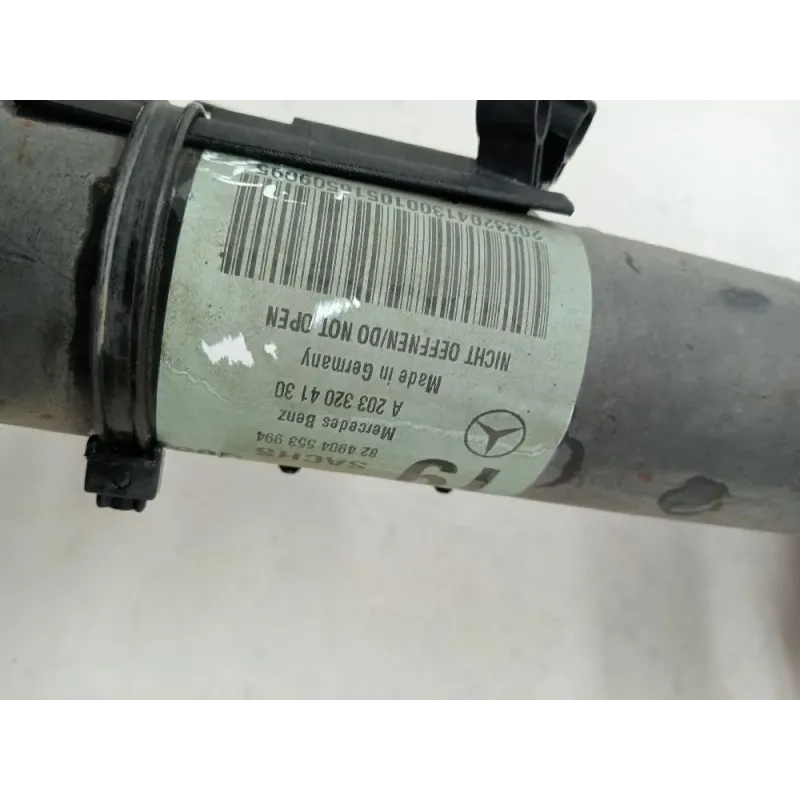 SACHS
82 4904 553 994
Mercedes Benz
A 203 320 41 30
Made in Germany
NICHT OEFFNEN/DO NOT OPEN